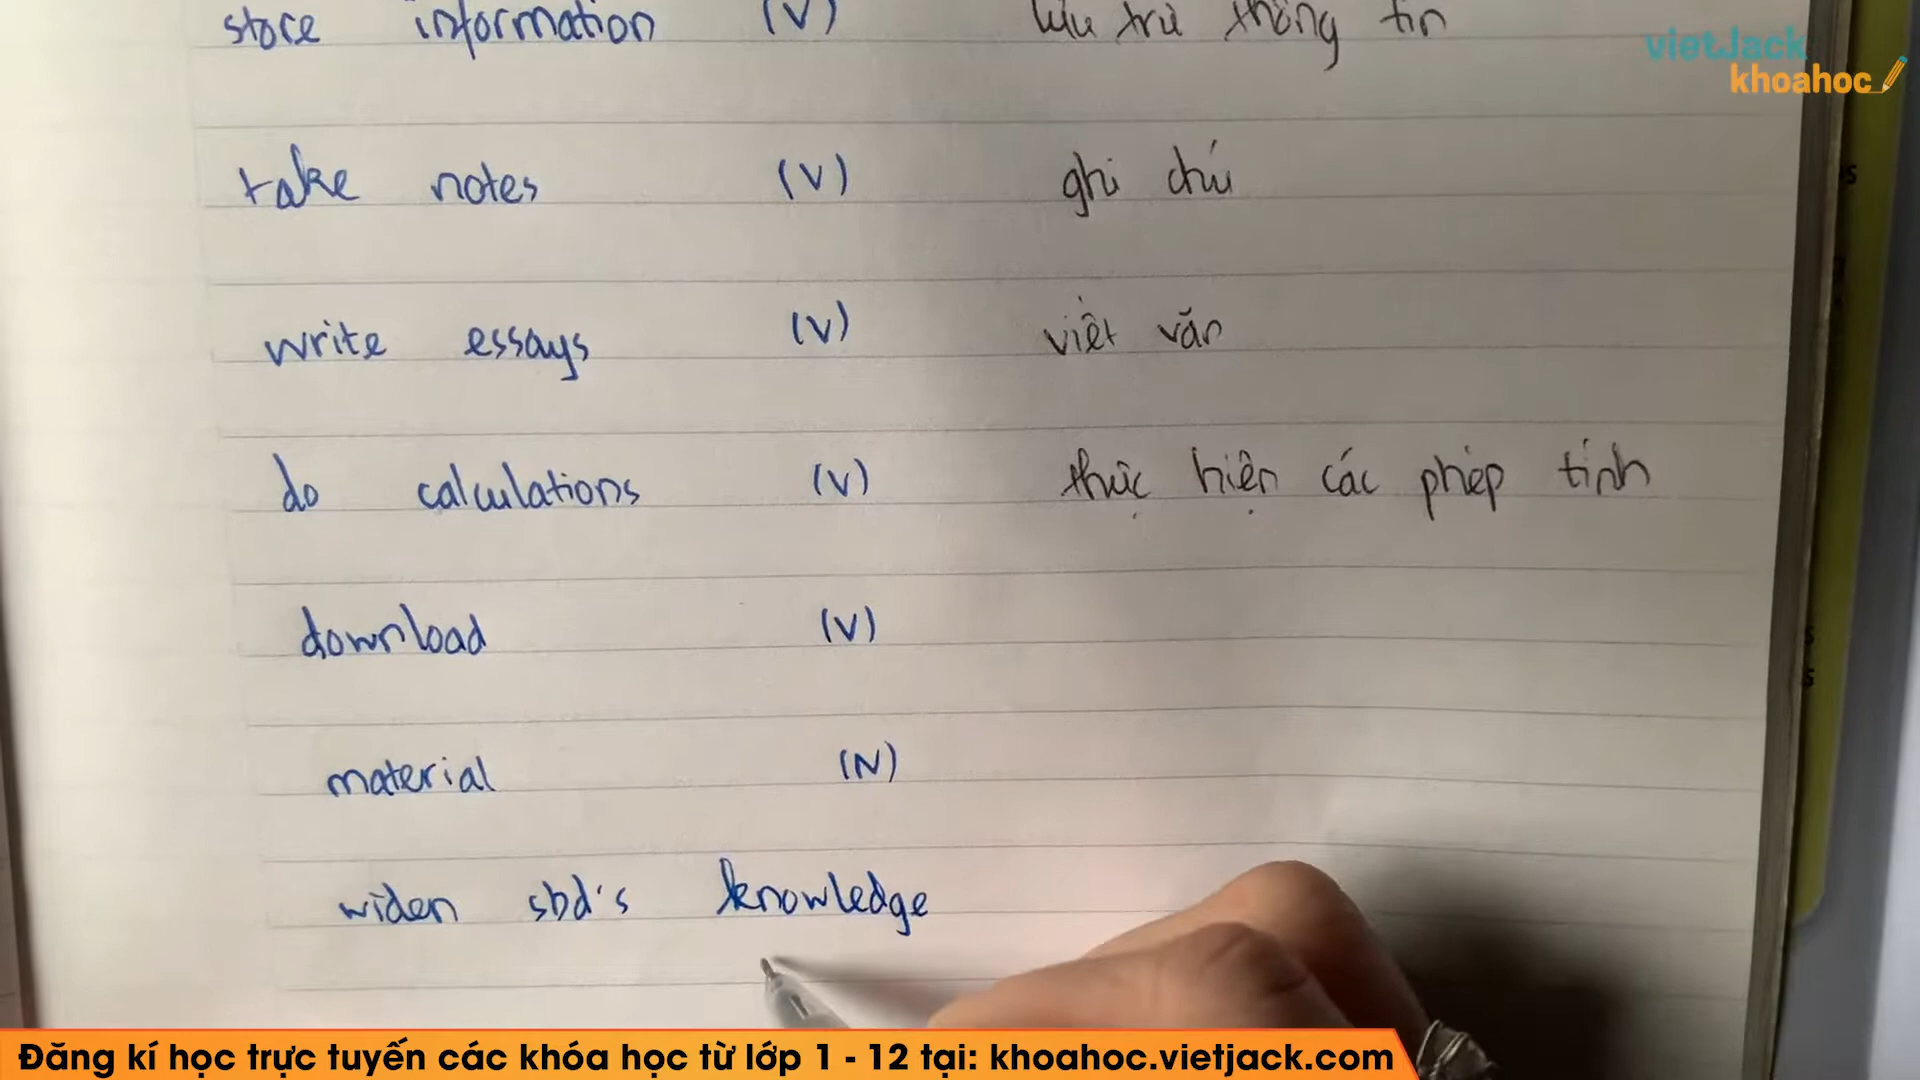 store information (V) lưu trữ thông tin
vietJack
khoahoc
take notes (V) ghi chú
write essays (V) viết văn
do calculations (V) thực hiện các phép tính
download (V)
material (N)
widen sbd's knowledge
Đăng kí học trực tuyến các khóa học từ lớp 1 - 12 tại: khoahoc.vietjack.com